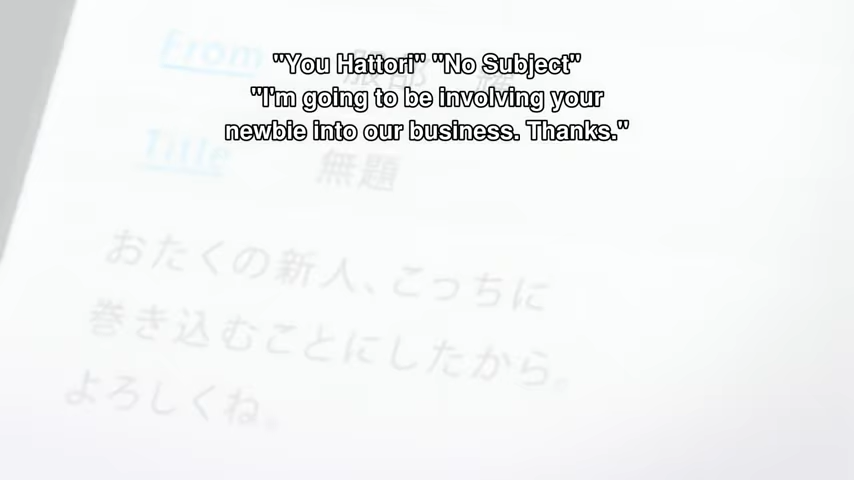 "You Hattori" "No Subject"
"I'm going to be involving your
newbie into our business. Thanks."
From 服部
Title 無題
おたくの新人、こっちに
巻き込むことにしたから。
よろしくね。